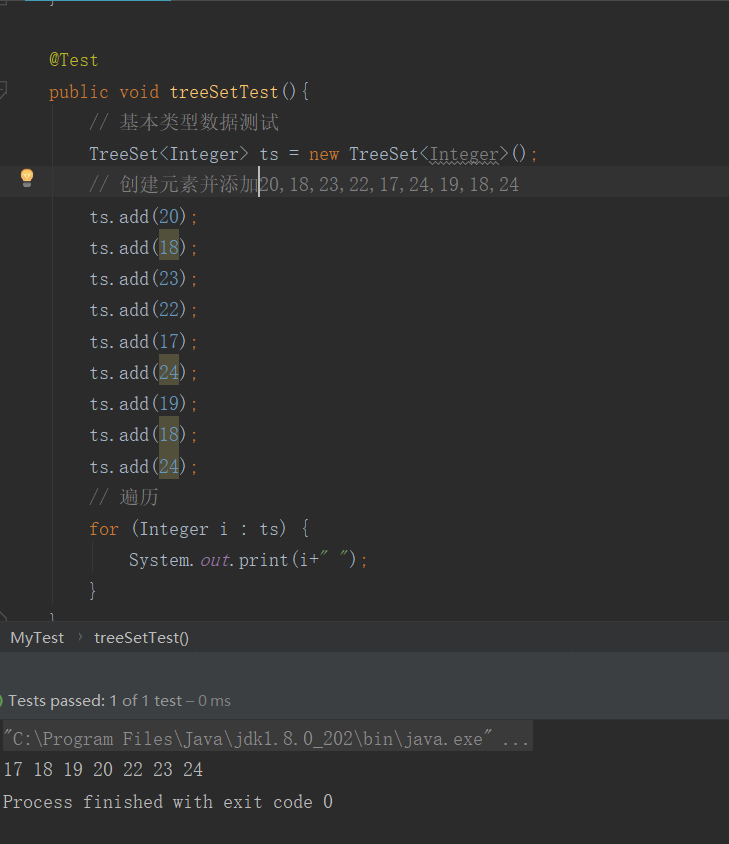 @Test
public void treeSetTest(){
// 基本类型数据测试
TreeSet<Integer> ts = new TreeSet<Integer>();
// 创建元素并添加20,18,23,22,17,24,19,18,24
ts.add(20);
ts.add(18);
ts.add(23);
ts.add(22);
ts.add(17);
ts.add(24);
ts.add(19);
ts.add(18);
ts.add(24);
// 遍历
for (Integer i : ts) {
System.out.print(i+" ");
}
}
MyTest › treeSetTest()
Tests passed: 1 of 1 test – 0 ms
"C:\Program Files\Java\jdk1.8.0_202\bin\java.exe" ...
17 18 19 20 22 23 24
Process finished with exit code 0